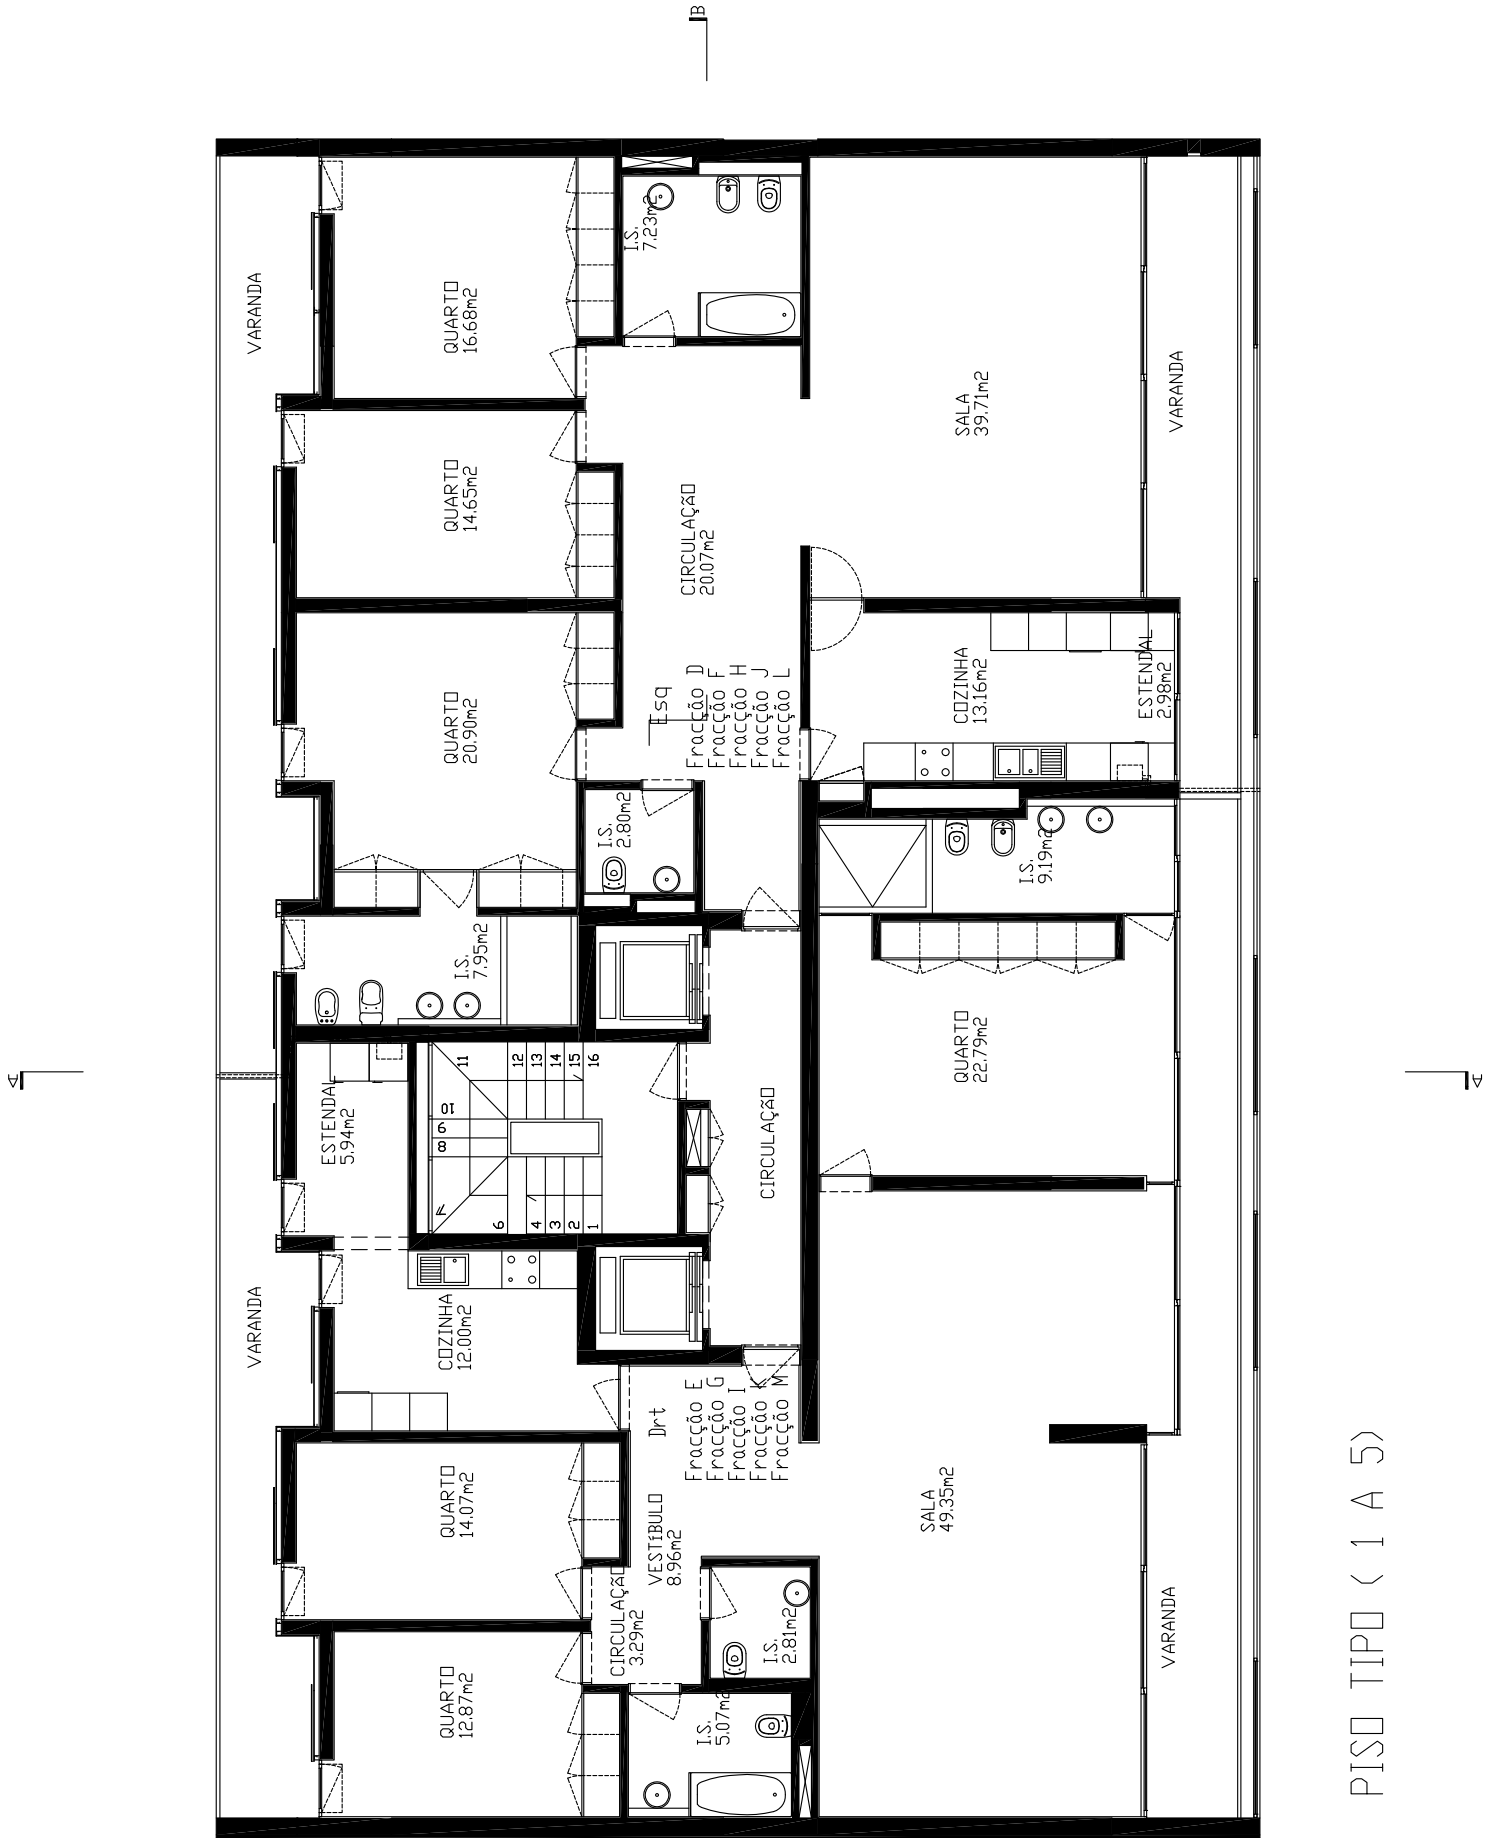 B
VARANDA
QUARTO
16.68m2
I.S.
7.23m2
QUARTO
14.65m2
CIRCULAÇÃO
20.07m2
SALA
39.71m2
VARANDA
QUARTO
20.90m2
Esq
Fracção D
Fracção F
Fracção H
Fracção J
Fracção L
COZINHA
13.16m2
ESTENDAL
2.98m2
I.S.
2.80m2
I.S.
9.19m2
I.S.
7.95m2
QUARTO
22.79m2
A
A
ESTENDAL
5.94m2
11
12
13
14
15
16
10
9
8
7
6
4
3
2
1
CIRCULAÇÃO
VARANDA
COZINHA
12.00m2
Drt
Fracção E
Fracção G
Fracção I
Fracção K
Fracção M
QUARTO
14.07m2
VESTÍBULO
8.96m2
SALA
49.35m2
CIRCULAÇÃO
3.29m2
I.S.
2.81m2
VARANDA
QUARTO
12.87m2
I.S.
5.07m2
PISO TIPO ( 1 A 5)